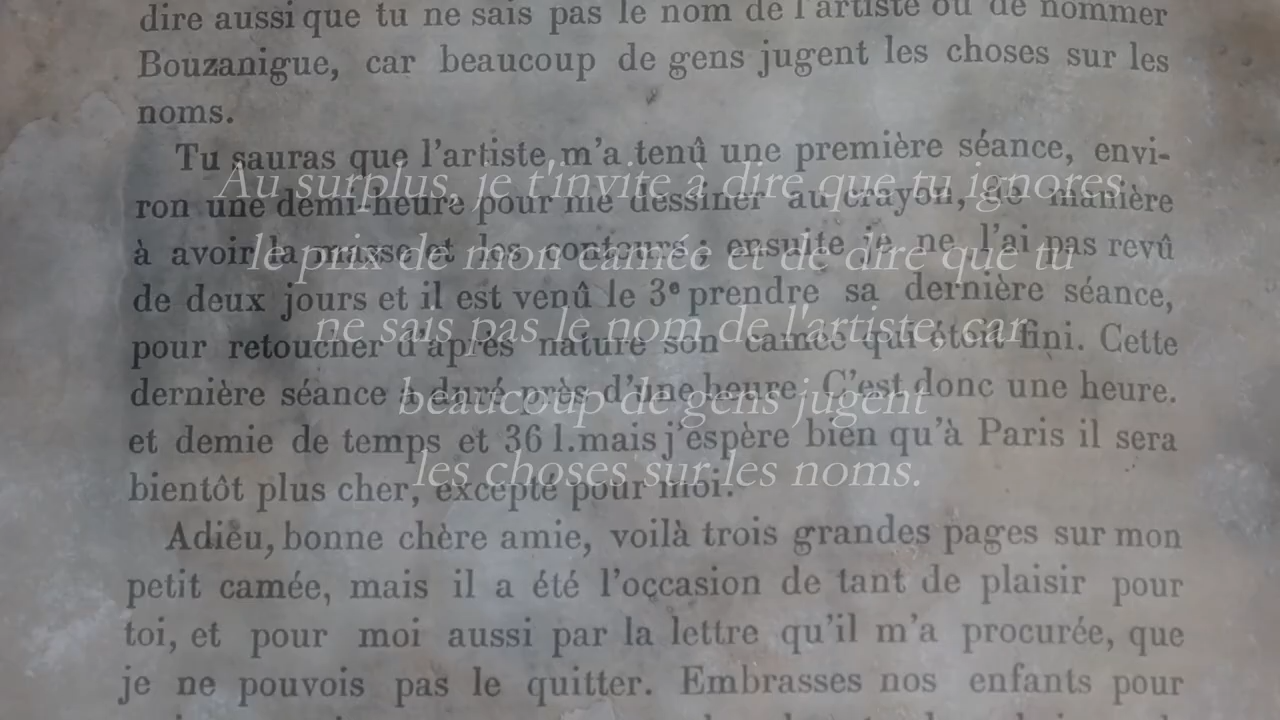 dire aussi que tu ne sais pas le nom de l'artiste ou de nommer
Bouzanigue, car beaucoup de gens jugent les choses sur les
noms.
Tu sauras que l'artiste m'a tenû une première séance, envi-
ron une demi heure pour me dessiner au crayon, de manière
à avoir la masse et les contours ; ensuite je ne l'ai pas revû
de deux jours et il est venû le 3e prendre sa dernière séance,
pour retoucher d'après nature son camée qui étoit fini. Cette
dernière séance a duré près d'une heure. C'est donc une heure.
et demie de temps et 36 l. mais j'espère bien qu'à Paris il sera
bientôt plus cher, excepté pour moi.
Adieu, bonne chère amie, voilà trois grandes pages sur mon
petit camée, mais il a été l'occasion de tant de plaisir pour
toi, et pour moi aussi par la lettre qu'il m'a procurée, que
je ne pouvois pas le quitter. Embrasses nos enfants pour
Au surplus, je t'invite à dire que tu ignores
le prix de mon camée et de dire que tu
ne sais pas le nom de l'artiste, car
beaucoup de gens jugent
les choses sur les noms.